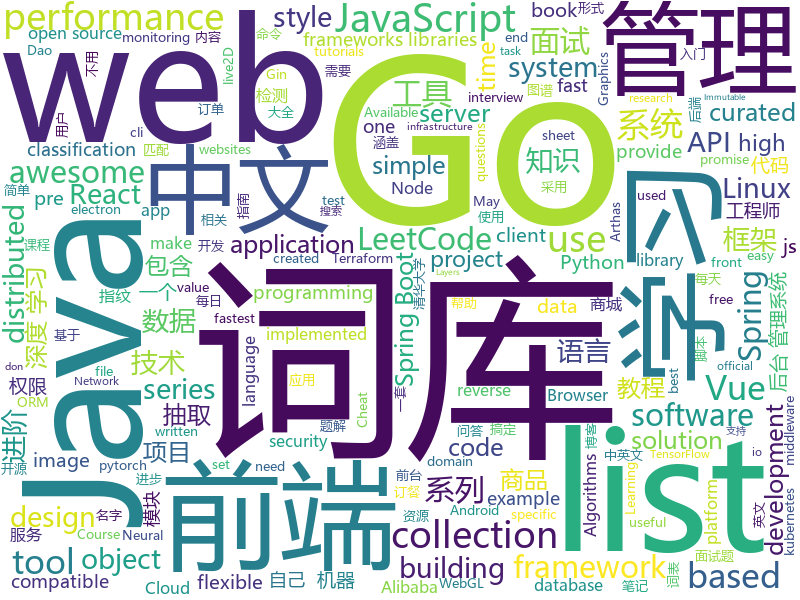 performance
style
JavaScript
book
形式
命令
管理
open source
monitoring
内容
frameworks libraries
面试
end
task
入门
Dao
tutorials
time
Graphics
web
Go
system
不用
live2D
Gin
需要
fast
图谱
research
后端
用户
订单
检测
大全
工具
interview
Available
infrastructure
Immutable
server
questions
one
涵盖
sheet
curated
系统
cli
匹配
websites
classification
API
high
awesome
中文
simple
知识
provide
代码
简单
electron
相关
指南
test
搜索
Node
采用
promise
pre
React
app
May
使用
used
Linux
学习
课程
make
开发
created
Terraform
Arthas
library
工程师
distributed
application
LeetCode
project
Python
front
easy
js
Java
包含
use
框架
value
每日
client
商城
free
每天
深度 学习
指纹
一个
programming
data
清华大学
帮助
Spring
don
基于
数据
fastest
implemented
词库
language
Spring Boot
Layers
official
file
技术
应用
语言
脚本
best
后台 管理系统
Network
ORM
series
written
Cheat
一套
reverse
Browser
教程
Vue
权限
抽取
题解
问答
搞定
博客
software
进阶
security
set
need
domain
中英文
面试题
支持
image
项目
pytorch
code
solution
io
TensorFlow
middleware
开源
进步
前端
前台
订餐
商品
Algorithms
Learning
list
development
design
模块
系列
example
Android
specific
英文
名字
Course
资源
platform
kubernetes
tool
object
collection
framework
服务
Neural
Cloud
useful
词表
compatible
flexible
自己
机器
building
Alibaba
WebGL
database
笔记
based